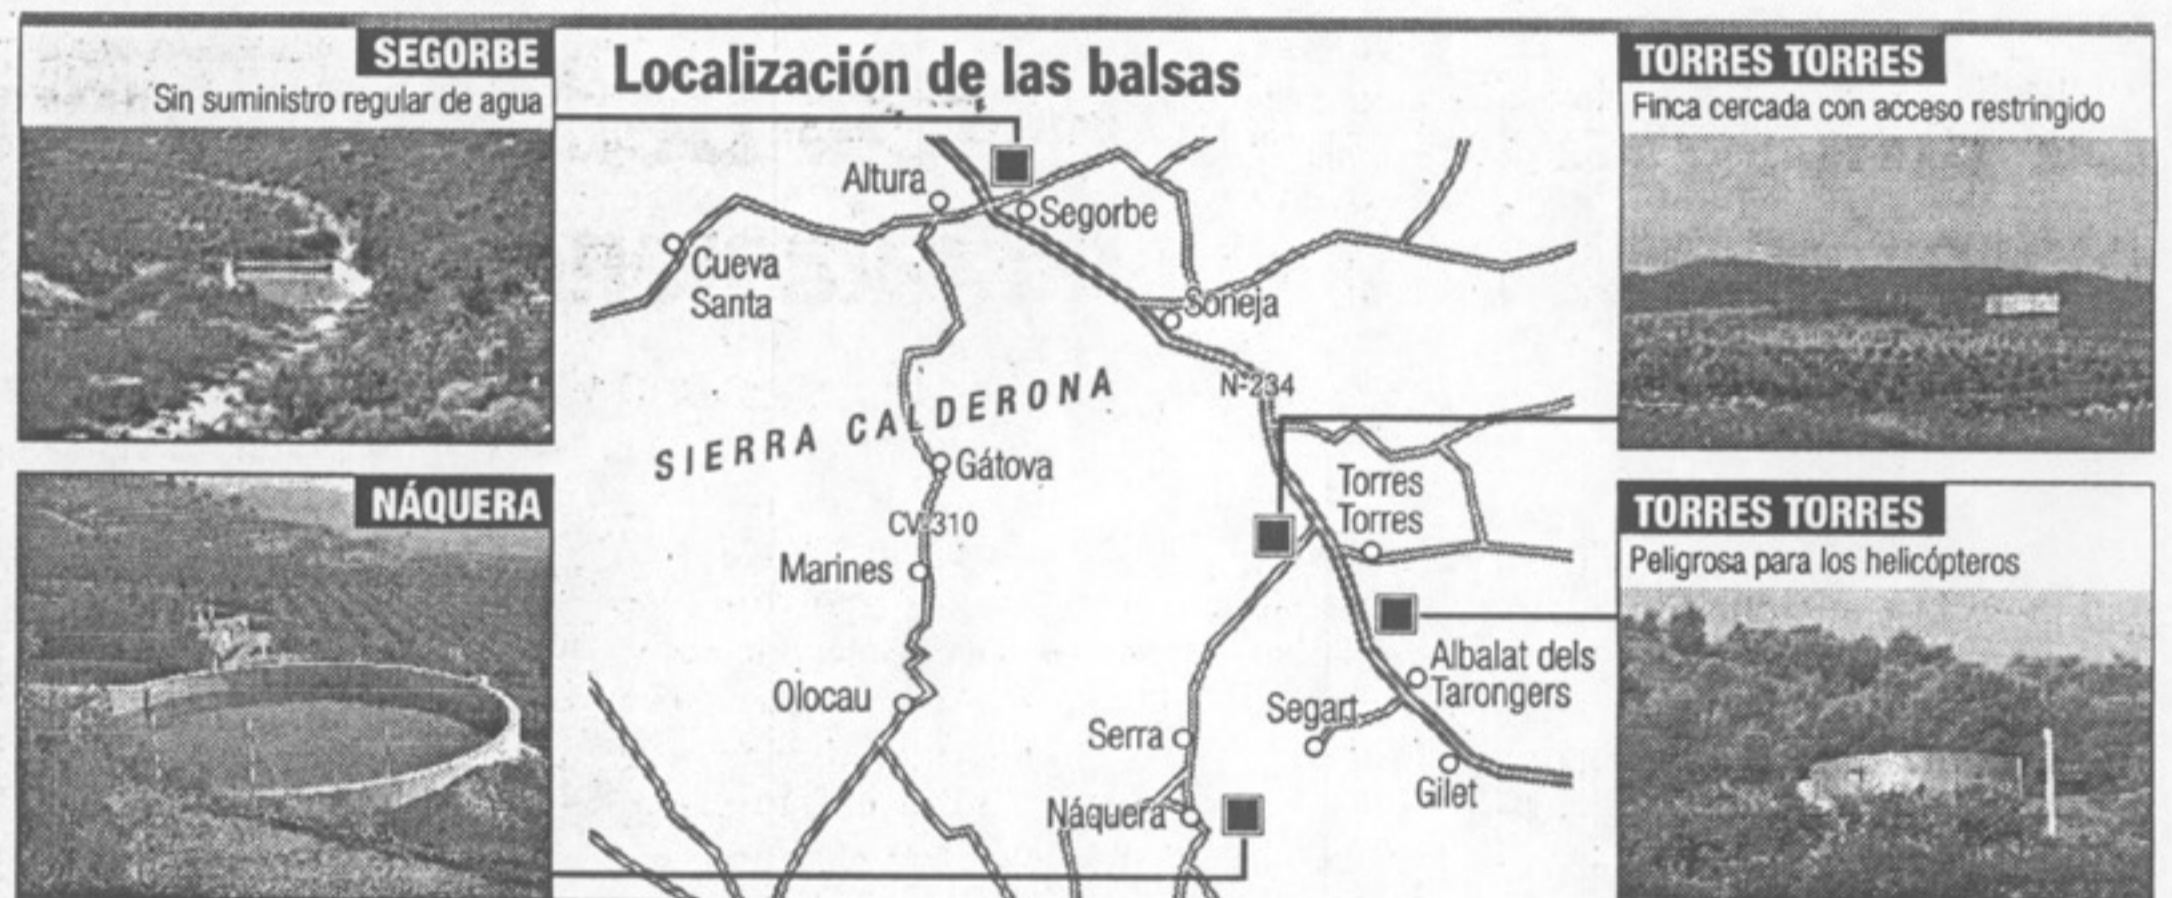 SEGORBE
Sin suministro regular de agua
NÁQUERA
Localización de las balsas
Altura
Segorbe
Cueva
Santa
Soneja
N-234
SIERRA CALDERONA
Gátova
CV-310
Marines
Torres
Torres
Olocau
Albalat dels
Tarongers
Segart
Serra
Gilet
Náquera
TORRES TORRES
Finca cercada con acceso restringido
TORRES TORRES
Peligrosa para los helicópteros